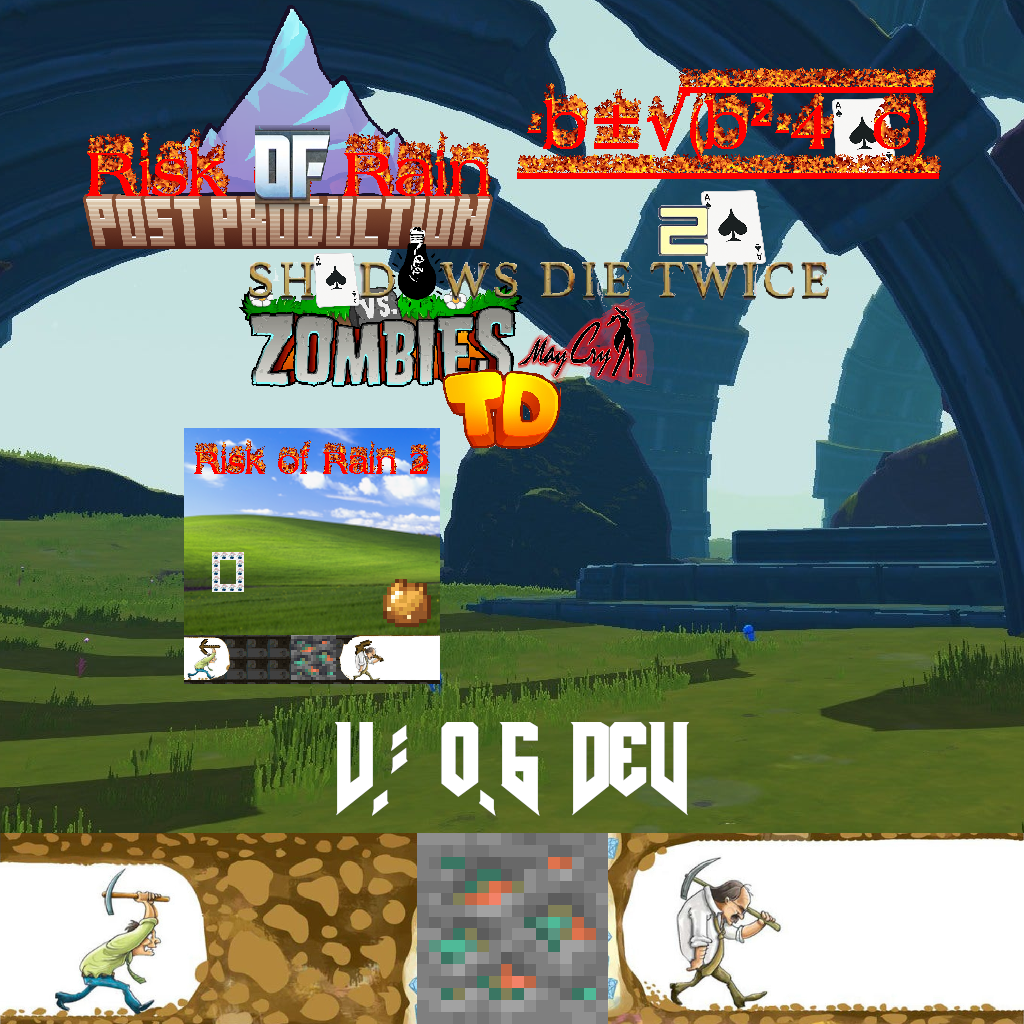 Risk OF Rain
POST PRODUCTION
-b±√(b²-4 c)
2
SH D WS DIE TWICE
VS.
ZOMBIES
May Cry
TD
Risk of Rain 2
V: 0.6 DEV